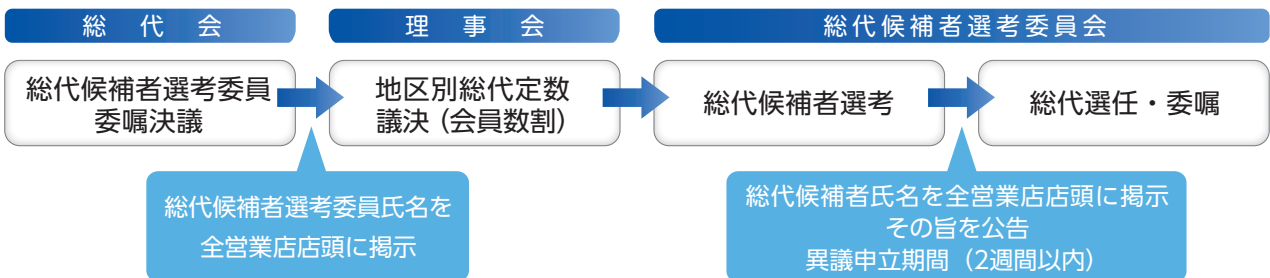 総代会
理事会
総代候補者選考委員会
総代候補者選考委員
委嘱決議
地区別総代定数
議決（会員数割）
総代候補者選考
総代選任・委嘱
総代候補者選考委員氏名を
全営業店店頭に掲示
総代候補者氏名を全営業店店頭に掲示
その旨を公告
異議申立期間（2週間以内）